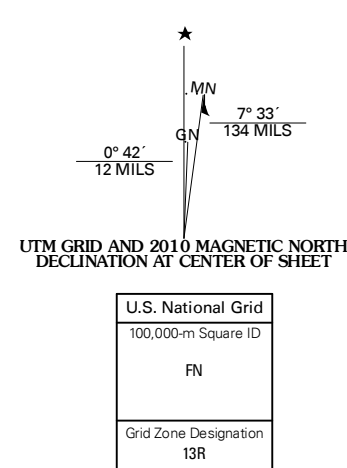 MN
7° 33´
134 MILS
GN
0° 42´
12 MILS
UTM GRID AND 2010 MAGNETIC NORTH
DECLINATION AT CENTER OF SHEET
U.S. National Grid
100,000-m Square ID
FN
Grid Zone Designation
13R